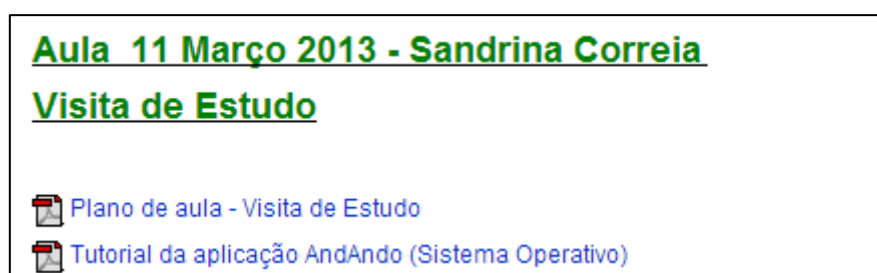 Aula 11 Março 2013 - Sandrina Correia
Visita de Estudo
Plano de aula - Visita de Estudo
Tutorial da aplicação AndAndo (Sistema Operativo)